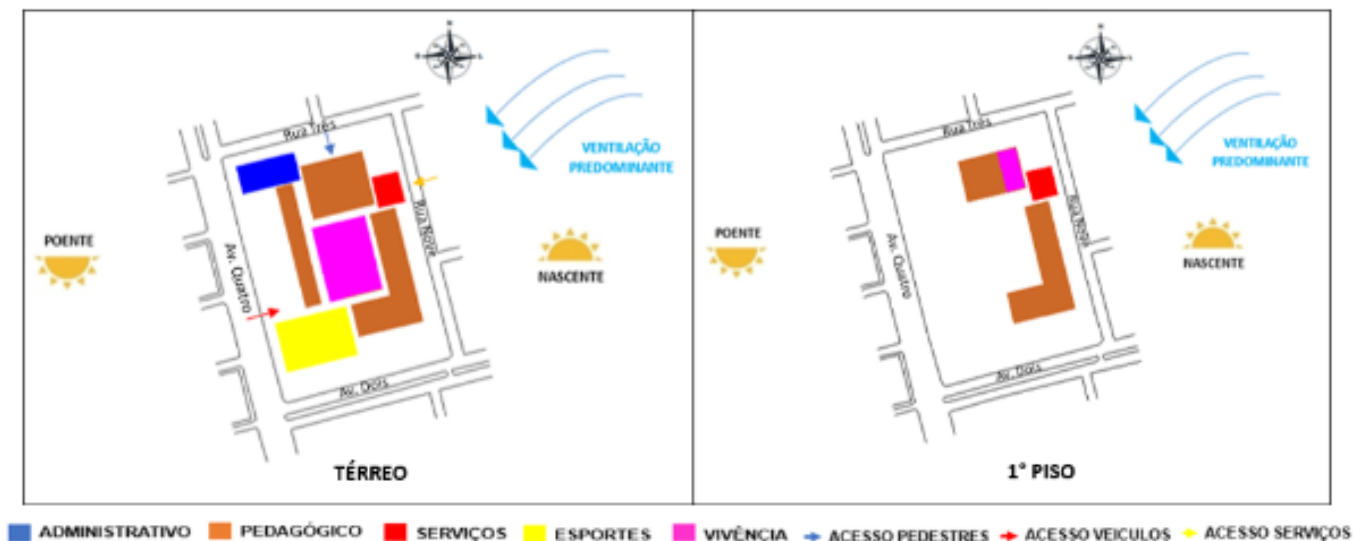 N
Rua Três
VENTILAÇÃO
PREDOMINANTE
POENTE
Av. Quatro
Rua Nove
NASCENTE
Av. Dois
TÉRREO
N
Rua Três
VENTILAÇÃO
PREDOMINANTE
POENTE
Av. Quatro
Rua Nove
NASCENTE
Av. Dois
1° PISO
ADMINISTRATIVO PEDAGÓGICO SERVIÇOS ESPORTES VIVÊNCIA ACESSO PEDESTRES ACESSO VEICULOS ACESSO SERVIÇOS